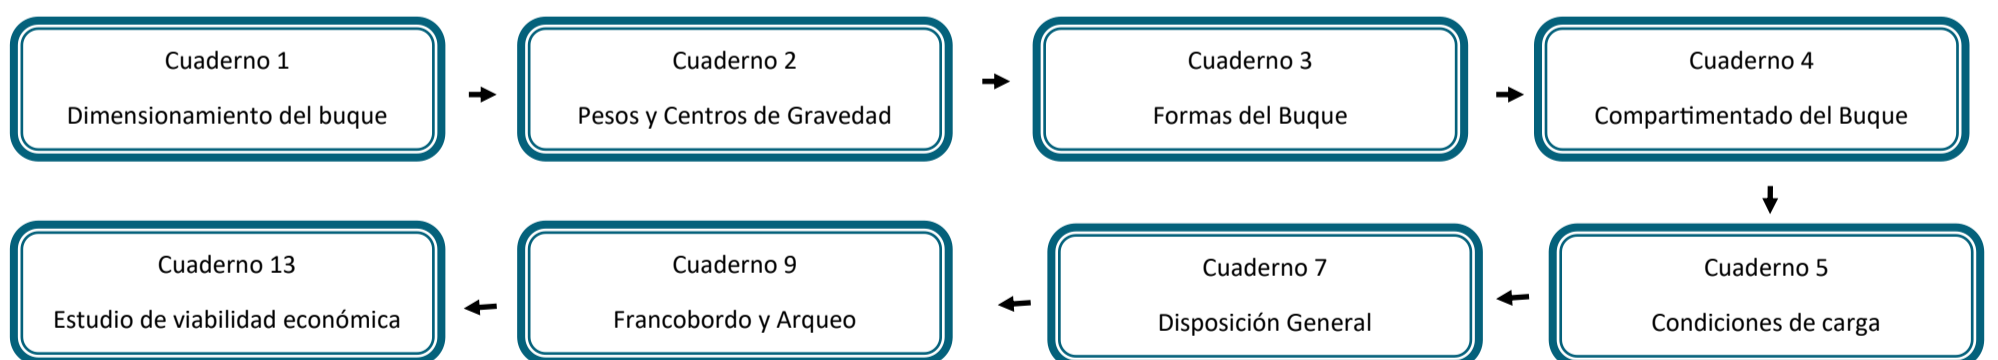 Cuaderno 1
Dimensionamiento del buque
Cuaderno 2
Pesos y Centros de Gravedad
Cuaderno 3
Formas del Buque
Cuaderno 4
Compartimentado del Buque
Cuaderno 5
Condiciones de carga
Cuaderno 7
Disposición General
Cuaderno 9
Francobordo y Arqueo
Cuaderno 13
Estudio de viabilidad económica